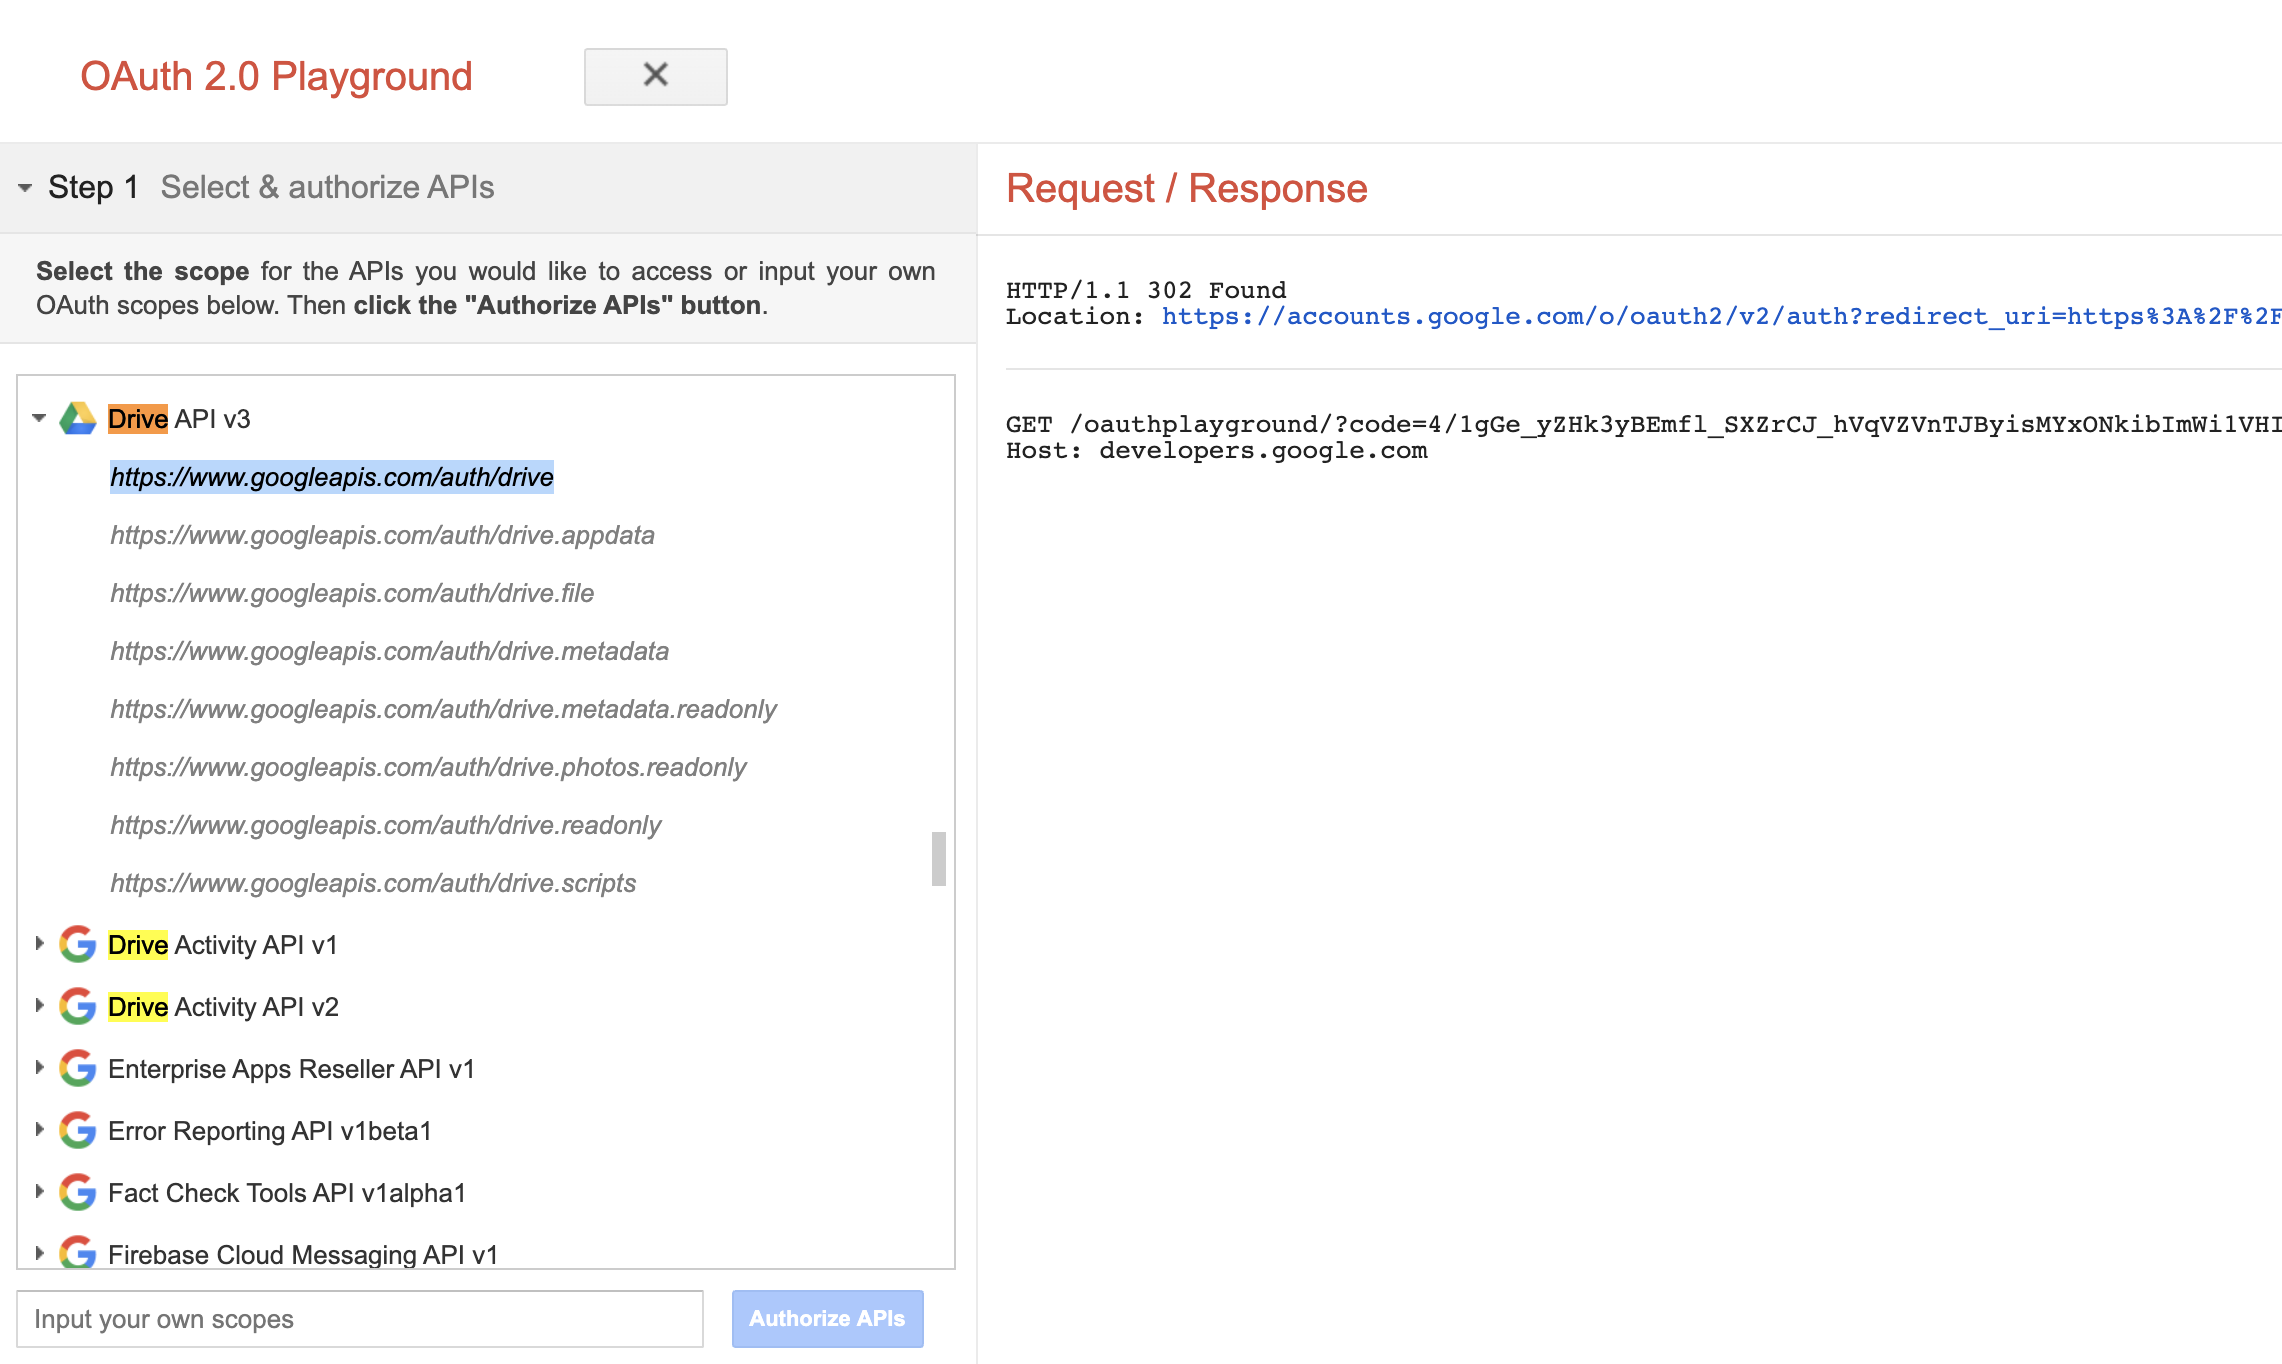 OAuth 2.0 Playground
Step 1 Select & authorize APIs
Select the scope for the APIs you would like to access or input your own
OAuth scopes below. Then click the "Authorize APIs" button.
Drive API v3
https://www.googleapis.com/auth/drive
https://www.googleapis.com/auth/drive.appdata
https://www.googleapis.com/auth/drive.file
https://www.googleapis.com/auth/drive.metadata
https://www.googleapis.com/auth/drive.metadata.readonly
https://www.googleapis.com/auth/drive.photos.readonly
https://www.googleapis.com/auth/drive.readonly
https://www.googleapis.com/auth/drive.scripts
Drive Activity API v1
Drive Activity API v2
Enterprise Apps Reseller API v1
Error Reporting API v1beta1
Fact Check Tools API v1alpha1
Firebase Cloud Messaging API v1
Input your own scopes
Authorize APIs
Request / Response
HTTP/1.1 302 Found
Location: https://accounts.google.com/o/oauth2/v2/auth?redirect_uri=https%3A%2F%2F
GET /oauthplayground/?code=4/1gGe_yZHk3yBEmfl_SXZrCJ_hVqVZVnTJByisMYxONkibImWi1VHI
Host: developers.google.com